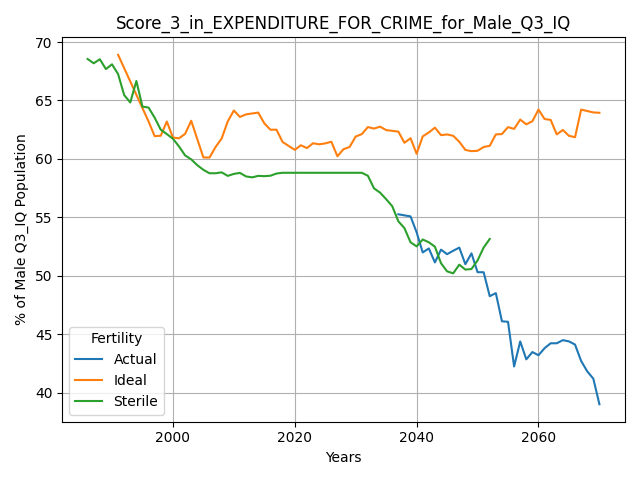 Score_3_in_EXPENDITURE_FOR_CRIME_for_Male_Q3_IQ
% of Male Q3_IQ Population
70
65
60
55
50
45
40
Fertility
Actual
Ideal
Sterile
2000
2020
2040
2060
Years